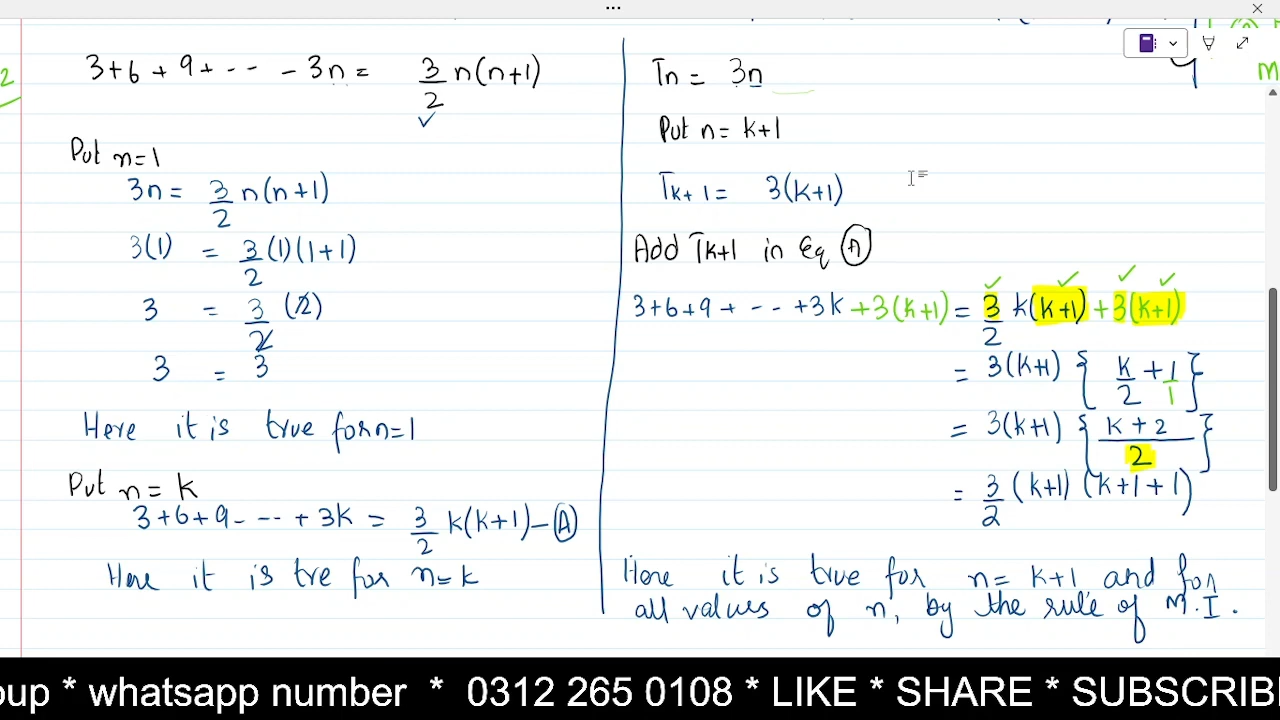 2
3+6+9+-- - 3n = 3/2 n(n+1)
Put n=1
3n = 3/2 n(n+1)
3(1) = 3/2 (1)(1+1)
3 = 3/2 (2)
3 = 3
Here it is true for n=1
Put n=k
3+6+9- -- + 3k = 3/2 k(k+1) - A
Here it is tre for n=k
Tn = 3n
Put n= k+1
Tk+1 = 3(k+1)
Add Tk+1 in Eq A
3+6+9+ -- +3k +3(k+1) = 3/2 k(k+1) +3(k+1)
= 3(k+1) { k/2 + 1/1 }
= 3(k+1) { k+2/2 }
= 3/2 (k+1) (k+1+1)
Here it is true for n= k+1 and for
all values of n, by the rule of M.I.
oup * whatsapp number * 0312 265 0108 * LIKE * SHARE * SUBSCRIB